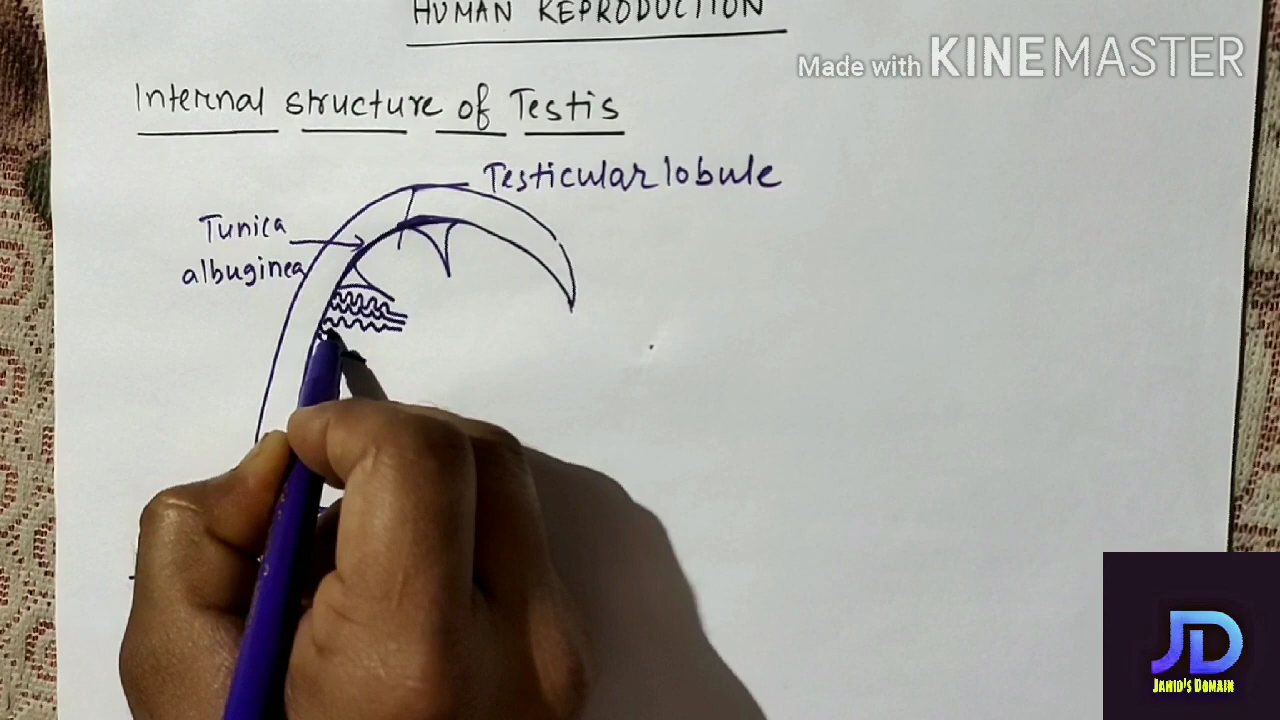 HUMAN REPRODUCTION
Made with KINEMASTER
Internal structure of Testis
Testicular lobule
Tunica
albuginea
JD
JAHID'S DOMAIN